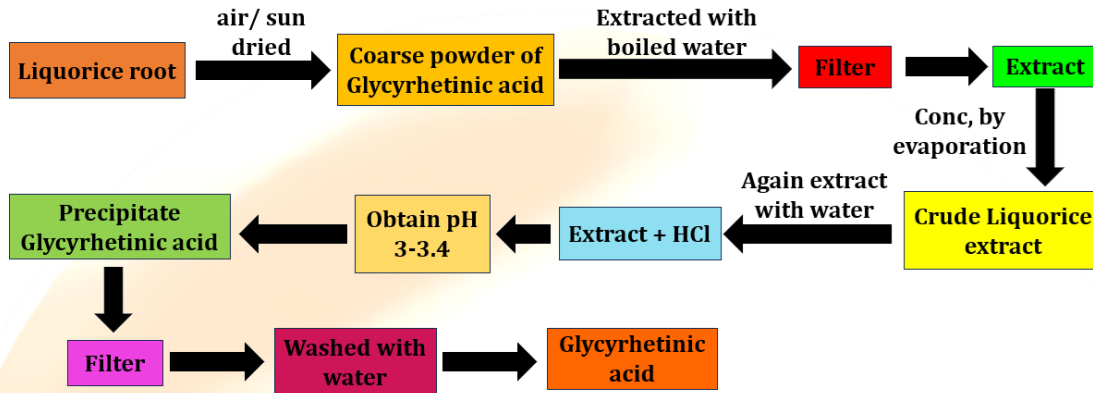 air/ sun
dried
Extracted with
boiled water
Liquorice root
Coarse powder of
Glycyrhetinic acid
Filter
Extract
Conc, by
evaporation
Again extract
with water
Crude Liquorice
extract
Extract + HCl
Obtain pH
3-3.4
Precipitate
Glycyrhetinic acid
Filter
Washed with
water
Glycyrhetinic
acid